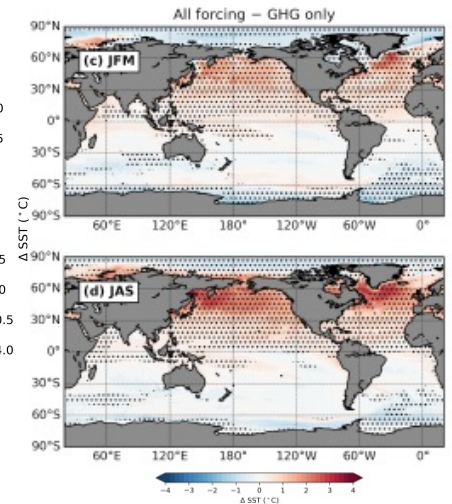 All forcing − GHG only
90°N
(c) JFM
60°N
30°N
0°
30°S
60°S
90°S
60°E 120°E 180° 120°W 60°W 0°
Δ SST (°C)
90°N
(d) JAS
60°N
30°N
0°
30°S
60°S
90°S
60°E 120°E 180° 120°W 60°W 0°
−4 −3 −2 −1 0 1 2 3 4
Δ SST (°C)